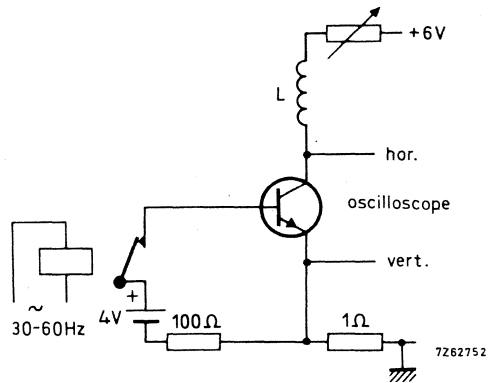 +6V
L
hor.
oscilloscope
vert.
+
4V
~
30-60Hz
100Ω
1Ω
7Z62752